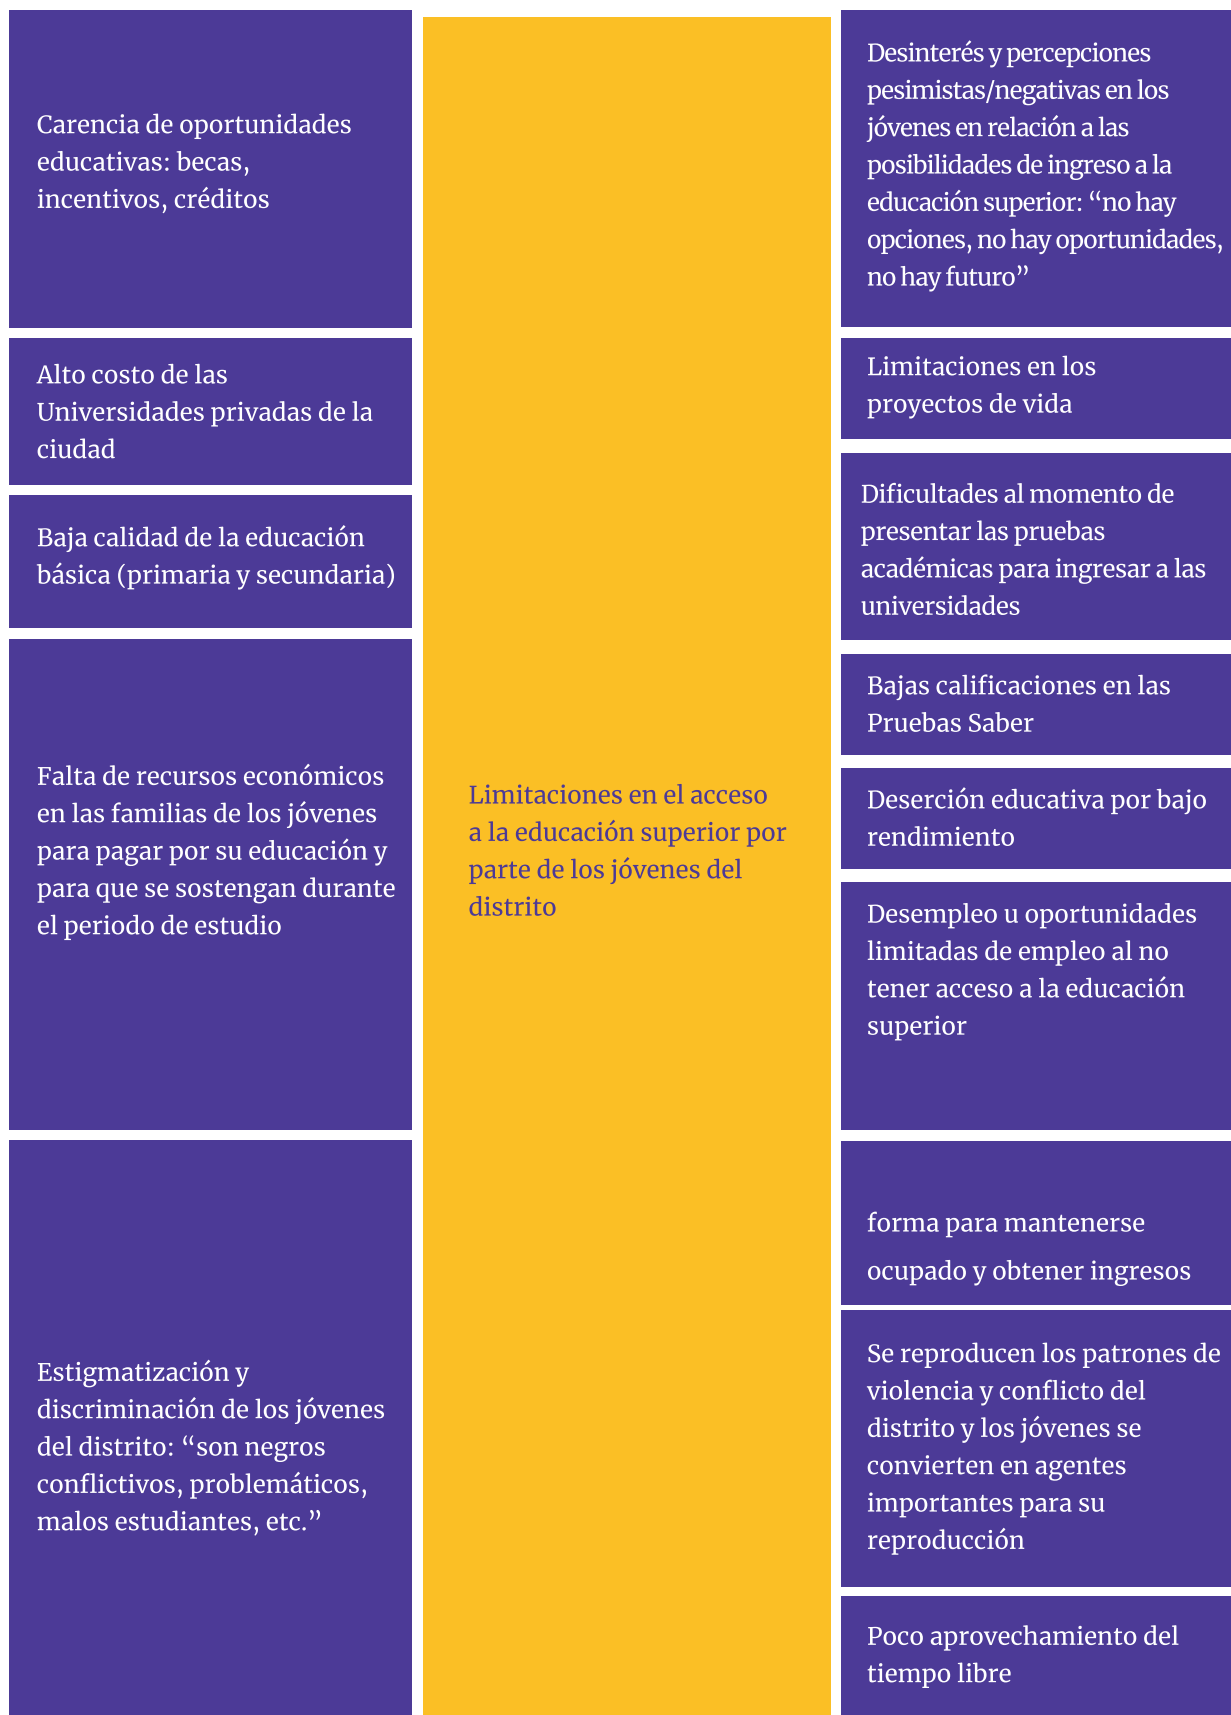 Carencia de oportunidades
educativas: becas,
incentivos, créditos
Alto costo de las
Universidades privadas de la
ciudad
Baja calidad de la educación
básica (primaria y secundaria)
Falta de recursos económicos
en las familias de los jóvenes
para pagar por su educación y
para que se sostengan durante
el periodo de estudio
Estigmatización y
discriminación de los jóvenes
del distrito: “son negros
conflictivos, problemáticos,
malos estudiantes, etc.”
Limitaciones en el acceso
a la educación superior por
parte de los jóvenes del
distrito
Desinterés y percepciones
pesimistas/negativas en los
jóvenes en relación a las
posibilidades de ingreso a la
educación superior: “no hay
opciones, no hay oportunidades,
no hay futuro”
Limitaciones en los
proyectos de vida
Dificultades al momento de
presentar las pruebas
académicas para ingresar a las
universidades
Bajas calificaciones en las
Pruebas Saber
Deserción educativa por bajo
rendimiento
Desempleo u oportunidades
limitadas de empleo al no
tener acceso a la educación
superior
forma para mantenerse
ocupado y obtener ingresos
Se reproducen los patrones de
violencia y conflicto del
distrito y los jóvenes se
convierten en agentes
importantes para su
reproducción
Poco aprovechamiento del
tiempo libre